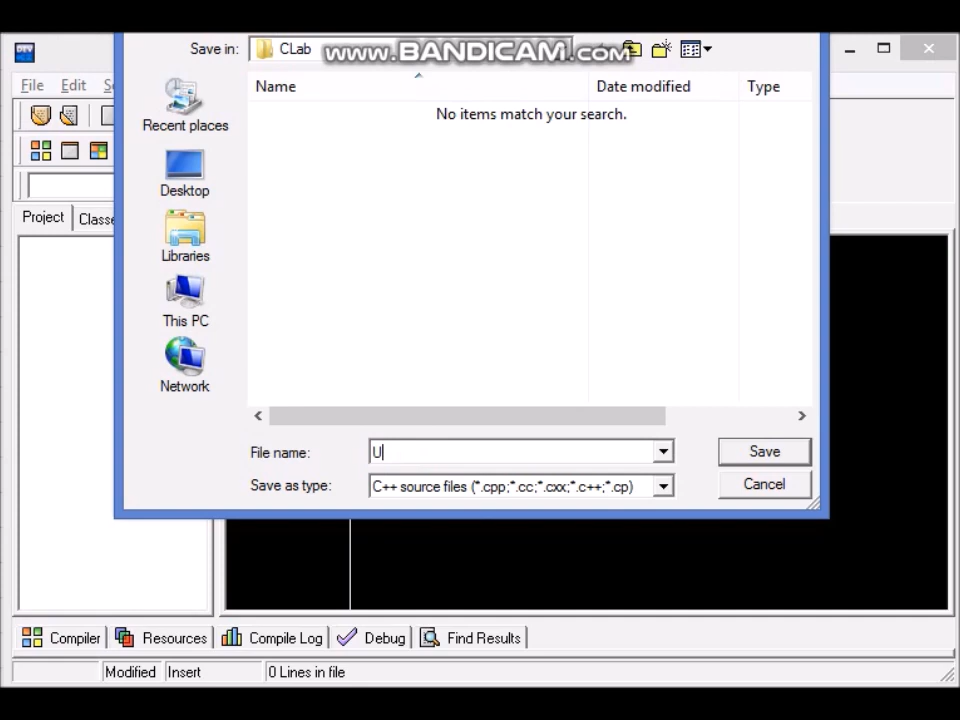 DEV
Save in: CLab
www.BANDICAM.com
File Edit S
Name Date modified Type
No items match your search.
Recent places
Desktop
Project Classe
Libraries
This PC
Network
File name: U Save
Save as type: C++ source files (*.cpp;*.cc;*.cxx;*.c++;*.cp) Cancel
Compiler Resources Compile Log Debug Find Results
Modified Insert 0 Lines in file